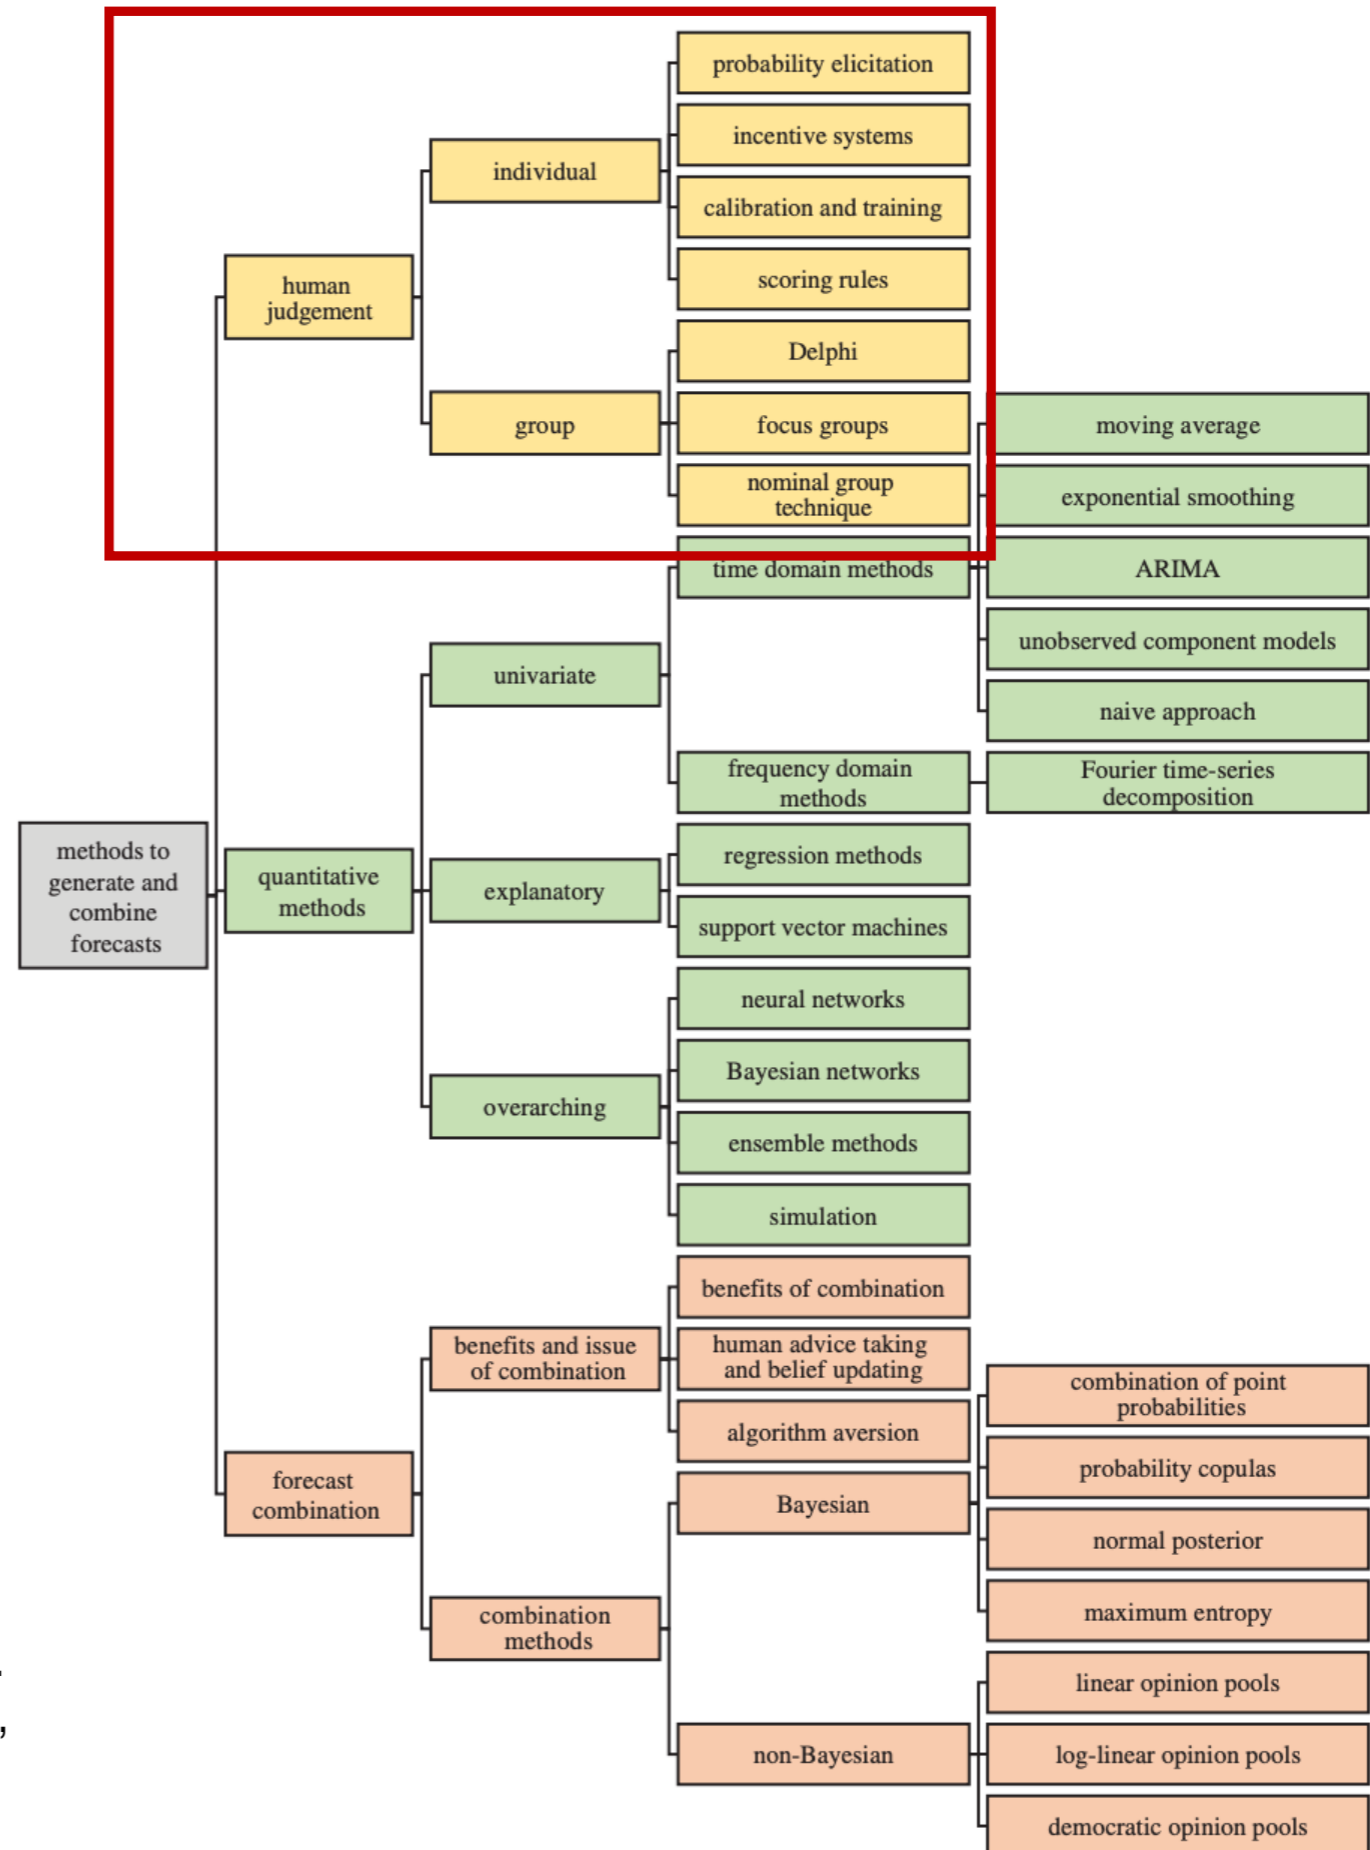 probability elicitation
incentive systems
individual
calibration and training
scoring rules
human
judgement
Delphi
group
focus groups
nominal group
technique
moving average
exponential smoothing
time domain methods
ARIMA
unobserved component models
univariate
naive approach
frequency domain
methods
Fourier time-series
decomposition
methods to
generate and
combine
forecasts
quantitative
methods
explanatory
regression methods
support vector machines
neural networks
Bayesian networks
overarching
ensemble methods
simulation
benefits of combination
benefits and issue
of combination
human advice taking
and belief updating
algorithm aversion
forecast
combination
Bayesian
combination of point
probabilities
probability copulas
normal posterior
maximum entropy
combination
methods
non-Bayesian
linear opinion pools
log-linear opinion pools
democratic opinion pools